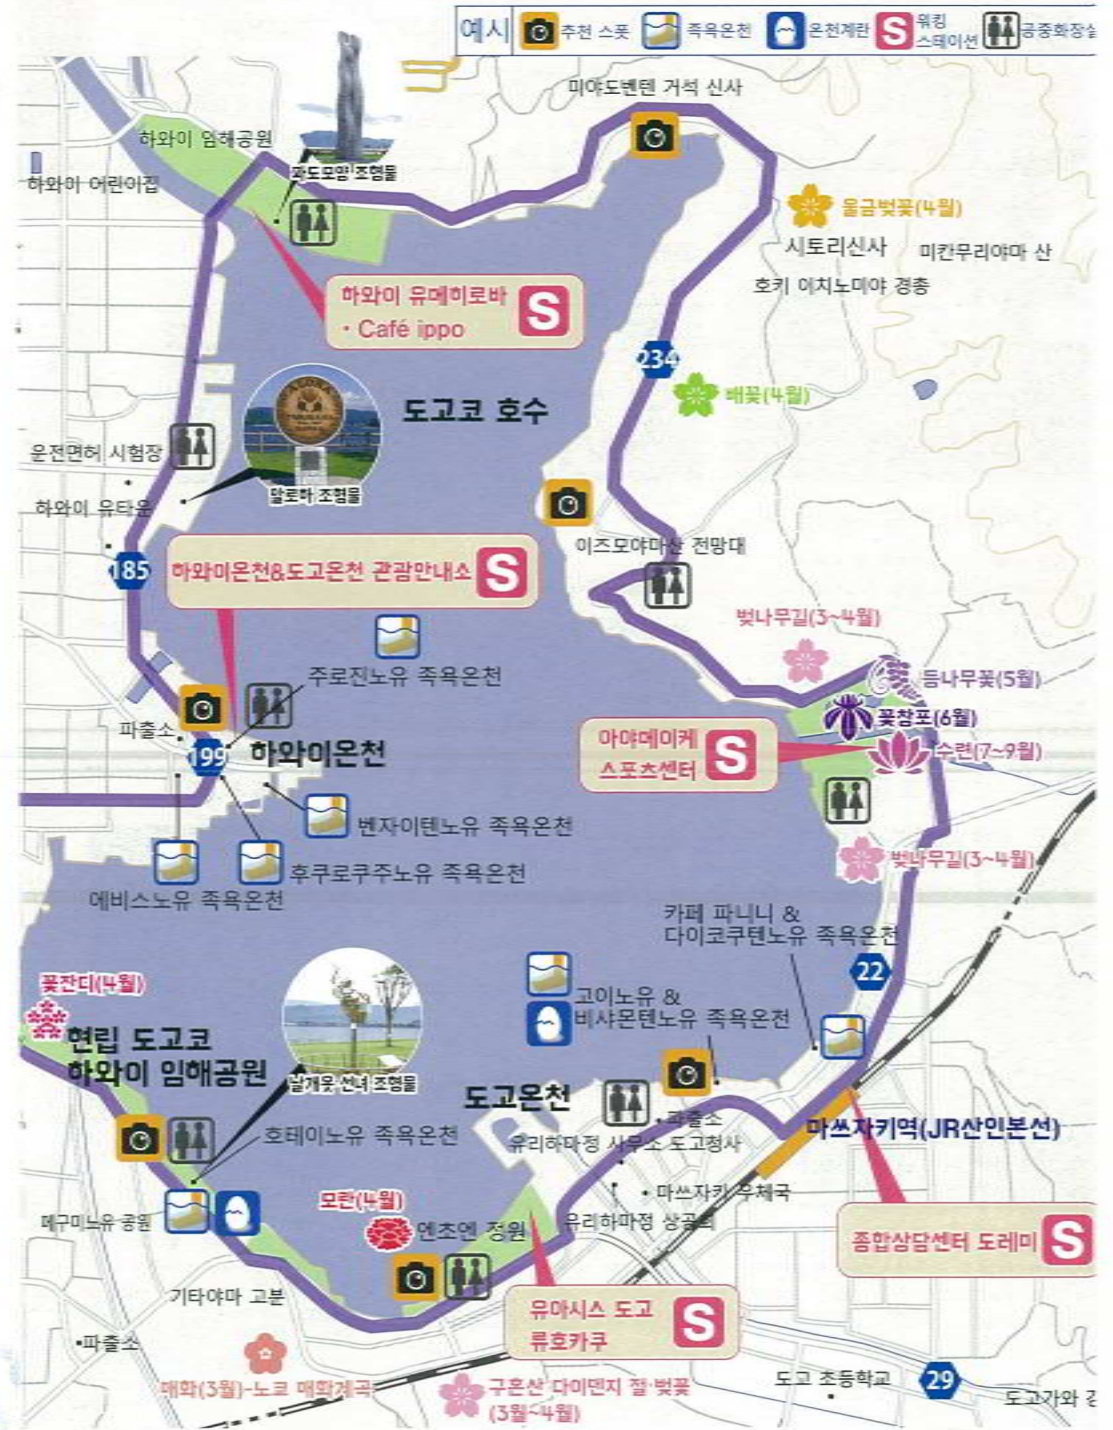 예시
추천 스폿
족욕온천
온천계란
S
워킹
스테이션
공중화장실
미야도벤텐 거석 신사
하와이 임해공원
파도모양 조형물
하와이 어린이집
울금벚꽃(4월)
시토리신사
미칸무리야마 산
호키 이치노미야 경총
하와이 유메히로바
· Café ippo
S
234
배꽃(4월)
도고코 호수
운전면허 시험장
하와이 유타운
알로하 조형물
이즈모야마산 전망대
185
하와이온천&도고온천 관광안내소
S
벚나무길(3~4월)
주로진노유 족욕온천
등나무꽃(5월)
꽃창포(6월)
수련(7~9월)
파출소
199
하와이온천
아야메이케
스포츠센터
S
벤자이텐노유 족욕온천
에비스노유 족욕온천
후쿠로쿠주노유 족욕온천
벚나무길(3~4월)
카페 파니니 &
다이코쿠텐노유 족욕온천
22
꽃잔디(4월)
현립 도고코
하와이 임해공원
날개옷 선녀 조형물
고이노유 &
비샤몬텐노유 족욕온천
도고온천
파출소
유리하마정 사무소 도고청사
마쓰자키역(JR산인본선)
호테이노유 족욕온천
메구미노유 공원
모란(4월)
엔초엔 정원
마쓰자키 우체국
유리하마정 상공회
종합상담센터 도레미
S
기타야마 고분
파출소
유아시스 도고
류호카쿠
S
매화(3월)-노쿄 매화계곡
구혼산 다이덴지 절·벚꽃
(3월~4월)
도고 초등학교
29
도고가와 강